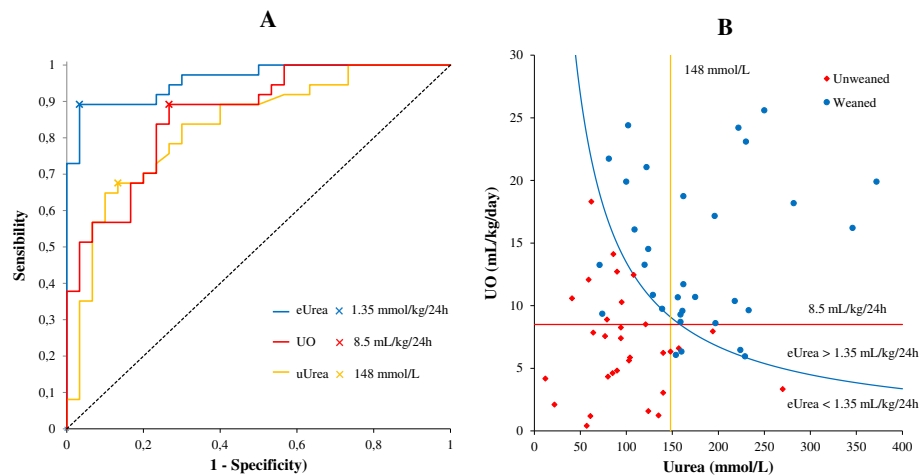 A
Sensibility
1
0,9
0,8
0,7
0,6
0,5
0,4
0,3
0,2
0,1
0
0
0,2
0,4
0,6
0,8
1
1 - Specificity)
eUrea
1.35 mmol/kg/24h
UO
8.5 mL/kg/24h
uUrea
148 mmol/L
B
UO (mL/kg/day)
30
25
20
15
10
5
0
0
50
100
150
200
250
300
350
400
Uurea (mmol/L)
148 mmol/L
Unweaned
Weaned
8.5 mL/kg/24h
eUrea > 1.35 mL/kg/24h
eUrea < 1.35 mL/kg/24h